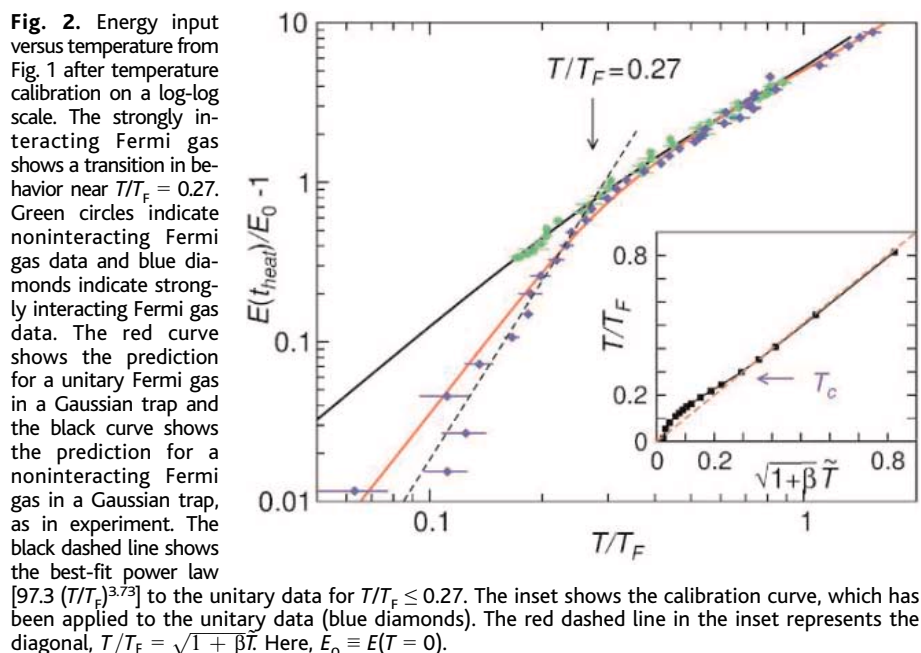 Fig. 2. Energy input
versus temperature from
Fig. 1 after temperature
calibration on a log-log
scale. The strongly in-
teracting Fermi gas
shows a transition in be-
havior near T/T_F = 0.27.
Green circles indicate
noninteracting Fermi
gas data and blue dia-
monds indicate strong-
ly interacting Fermi gas
data. The red curve
shows the prediction
for a unitary Fermi gas
in a Gaussian trap and
the black curve shows
the prediction for a
noninteracting Fermi
gas in a Gaussian trap,
as in experiment. The
black dashed line shows
the best-fit power law
[97.3 (T/T_F)^3.73] to the unitary data for T/T_F ≤ 0.27. The inset shows the calibration curve, which has
been applied to the unitary data (blue diamonds). The red dashed line in the inset represents the
diagonal, T/T_F = √1 + β T̃. Here, E_0 ≡ E(T = 0).
10
1
0.1
0.01
E(t_heat)/E_0 -1
T/T_F=0.27
0.1
1
T/T_F
0.8
0.2
0
T/T_F
T_c
0
0.2
0.8
√1+β T̃